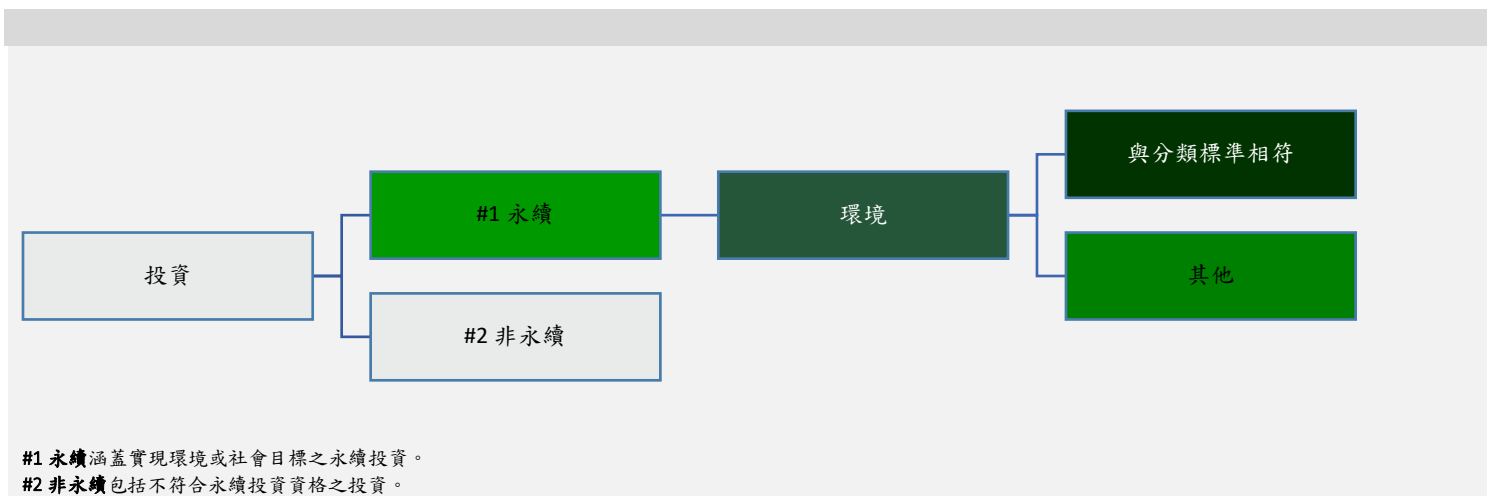 與分類標準相符
#1 永續
環境
投資
其他
#2 非永續
#1 永續涵蓋實現環境或社會目標之永續投資。
#2 非永續包括不符合永續投資資格之投資。